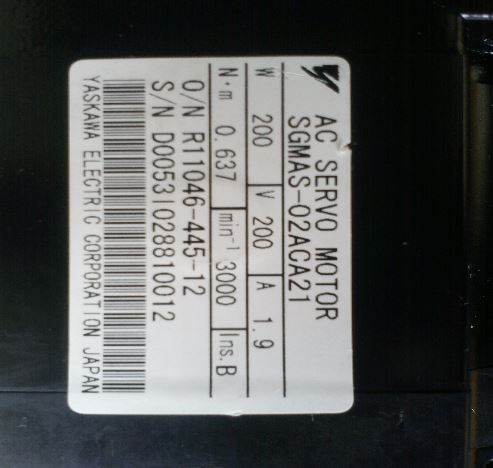 AC SERVO MOTOR
SGMAS-02ACA21
W 200 V 200 A 1.9
N·m 0.637 min⁻¹ 3000 Ins. B
O/N R11046-445-12
S/N D0053I028810012
YASKAWA ELECTRIC CORPORATION JAPAN